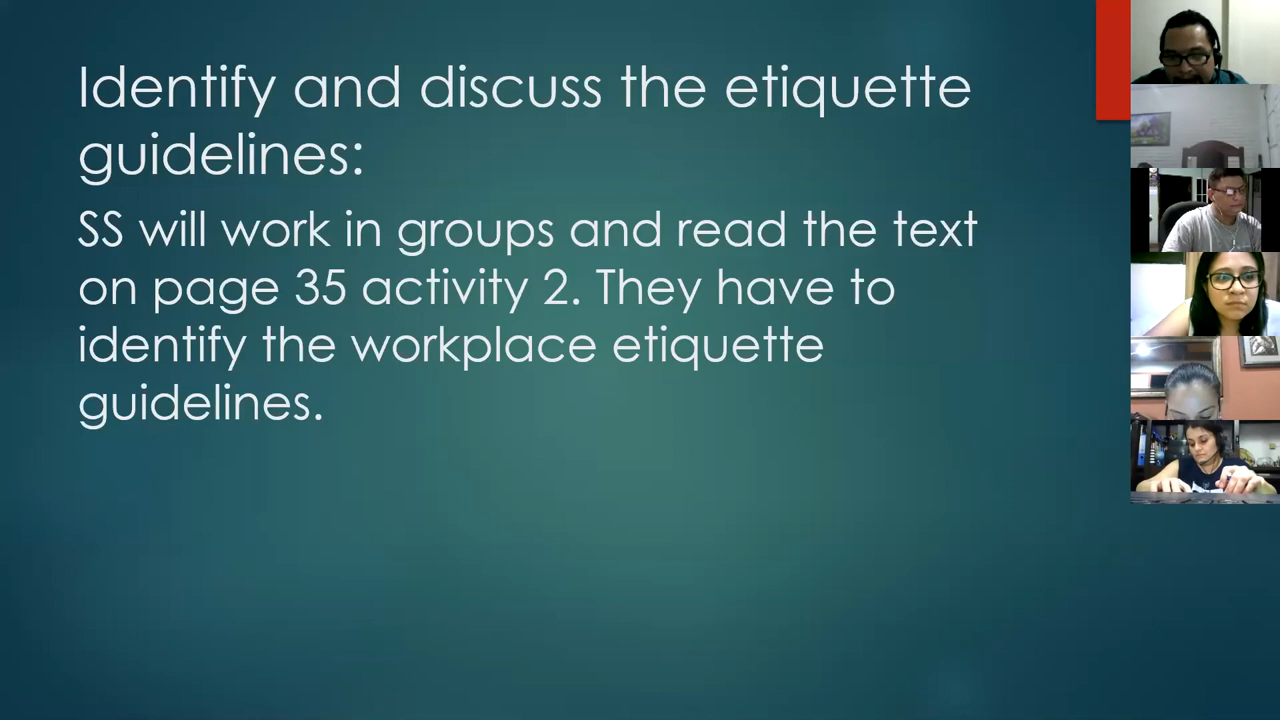 Identify and discuss the etiquette
guidelines:
SS will work in groups and read the text
on page 35 activity 2. They have to
identify the workplace etiquette
guidelines.